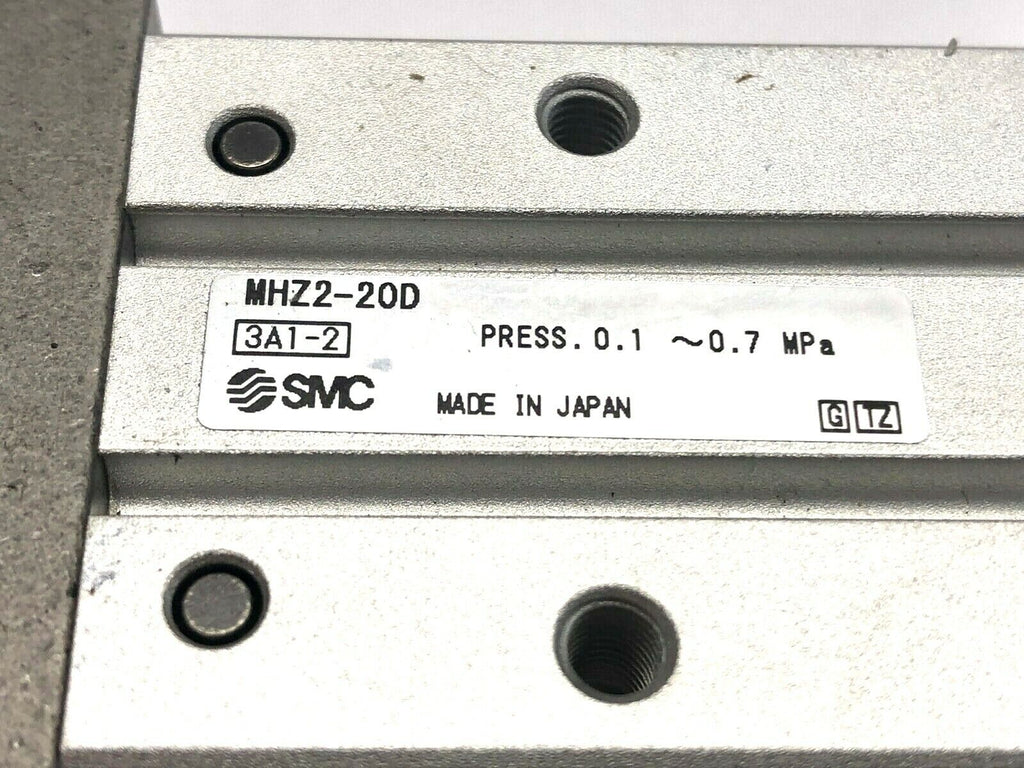 MHZ2-20D
3A1-2 PRESS. 0.1 ~0.7 MPa
SMC MADE IN JAPAN G TZ